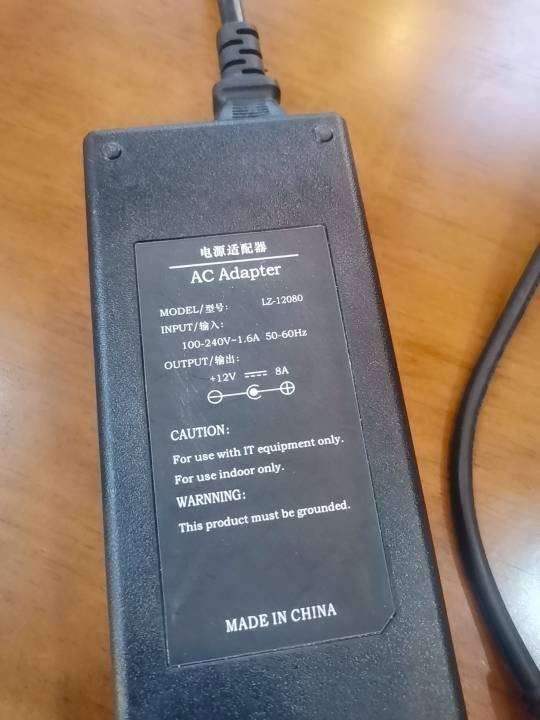 电源适配器
AC Adapter
MODEL/型号: LZ-12080
INPUT/输入:
100-240V~1.6A 50-60Hz
OUTPUT/输出:
+12V ⎓ 8A
CAUTION:
For use with IT equipment only.
For use indoor only.
WARNNING:
This product must be grounded.
MADE IN CHINA